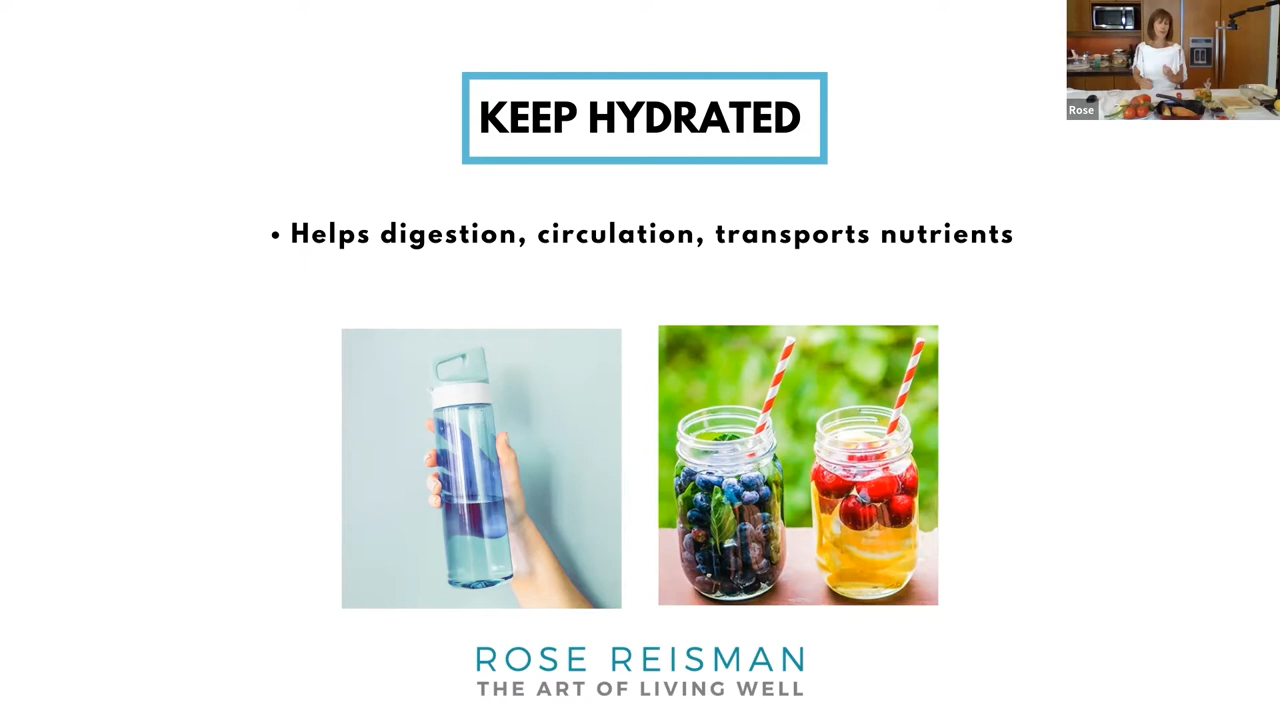 KEEP HYDRATED
Rose
• Helps digestion, circulation, transports nutrients
ROSE REISMAN
THE ART OF LIVING WELL